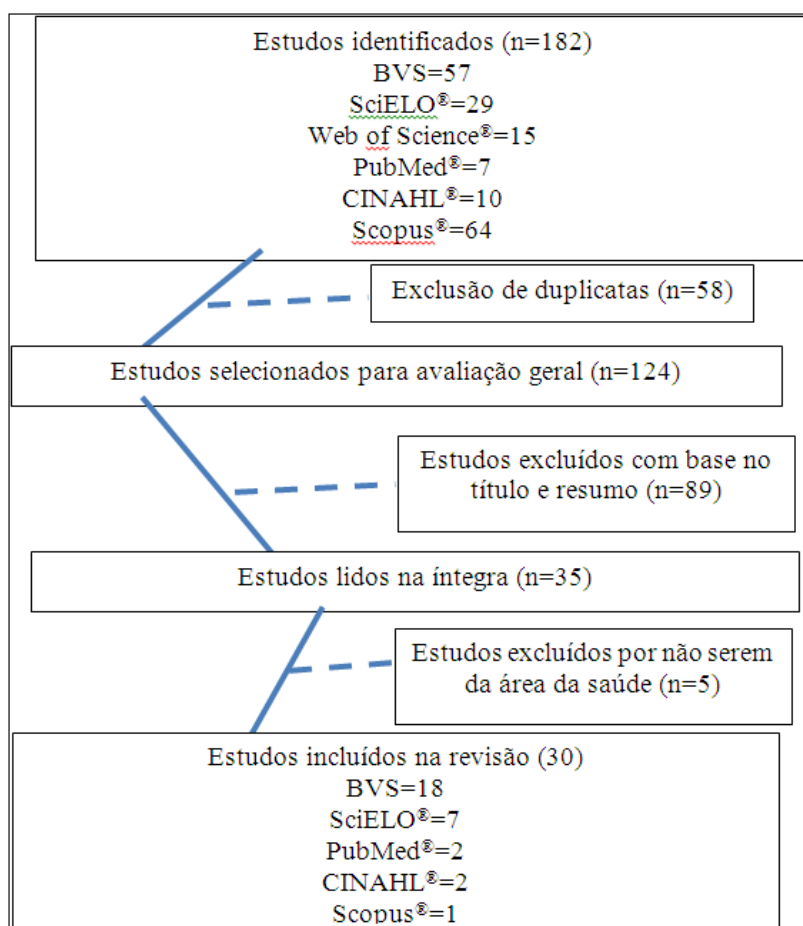 Estudos identificados (n=182)
BVS=57
SciELO®=29
Web of Science®=15
PubMed®=7
CINAHL®=10
Scopus®=64
Exclusão de duplicatas (n=58)
Estudos selecionados para avaliação geral (n=124)
Estudos excluídos com base no
título e resumo (n=89)
Estudos lidos na íntegra (n=35)
Estudos excluídos por não serem
da área da saúde (n=5)
Estudos incluídos na revisão (30)
BVS=18
SciELO®=7
PubMed®=2
CINAHL®=2
Scopus®=1